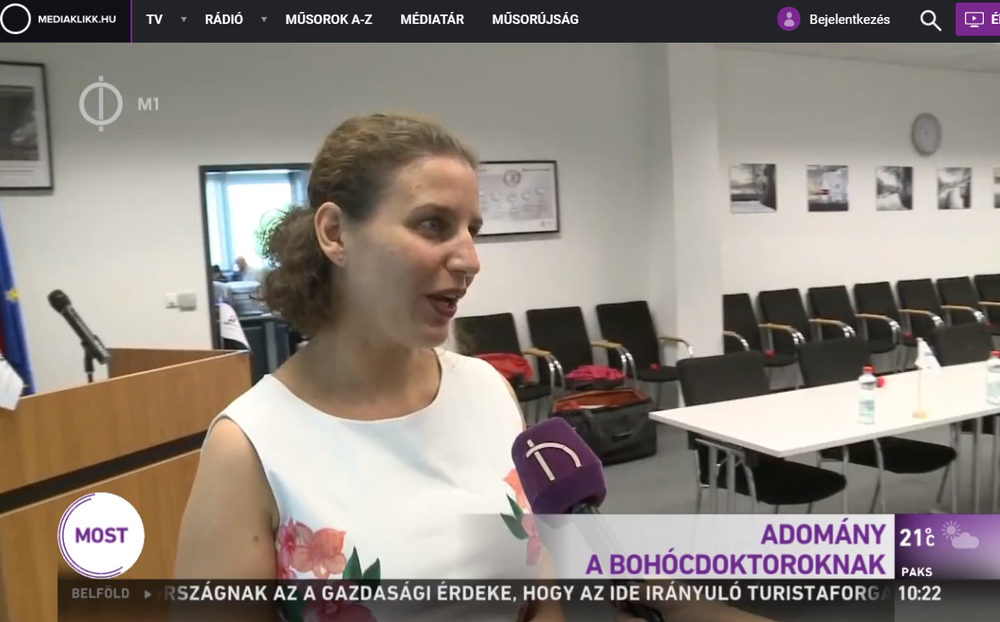 MEDIAKLIKK.HU TV RÁDIÓ MŰSOROK A-Z MÉDIATÁR MŰSORÚJSÁG Bejelentkezés
M1
MOST
ADOMÁNY
A BOHÓCDOKTOROKNAK
21°C
PAKS
BELFÖLD RSZÁGNAK AZ A GAZDASÁGI ÉRDEKE, HOGY AZ IDE IRÁNYULÓ TURISTAFORGA 10:22